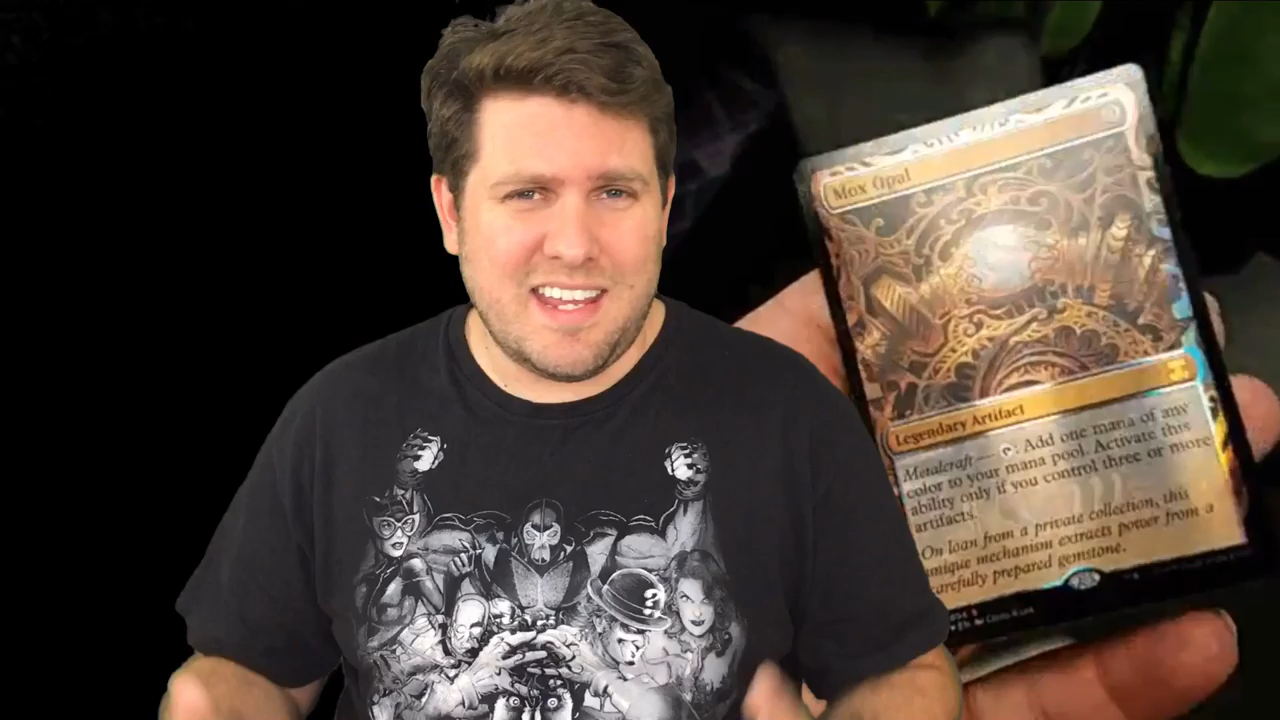 Mox Opal
Legendary Artifact
Metalcraft — : Add one mana of any
color to your mana pool. Activate this
ability only if you control three or more
artifacts.
On loan from a private collection, this
unique mechanism extracts power from a
carefully prepared gemstone.
?